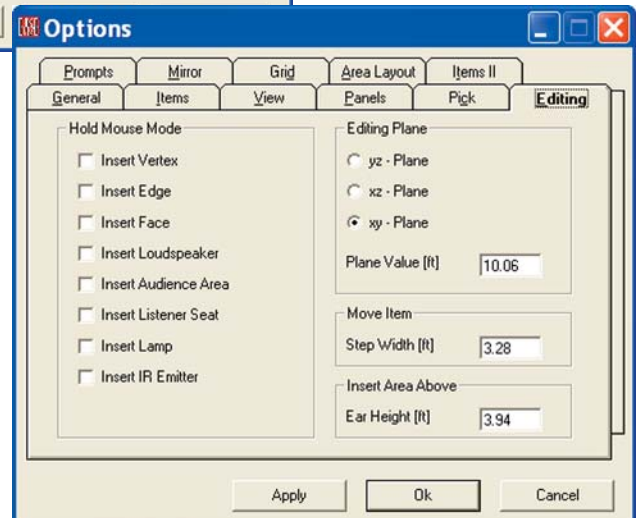 EASE Options
Prompts Mirror Grid Area Layout Items II
General Items View Panels Pick Editing
Hold Mouse Mode
Insert Vertex
Insert Edge
Insert Face
Insert Loudspeaker
Insert Audience Area
Insert Listener Seat
Insert Lamp
Insert IR Emitter
Editing Plane
yz - Plane
xz - Plane
xy - Plane
Plane Value [ft] 10.06
Move Item
Step Width [ft] 3.28
Insert Area Above
Ear Height [ft] 3.94
Apply Ok Cancel